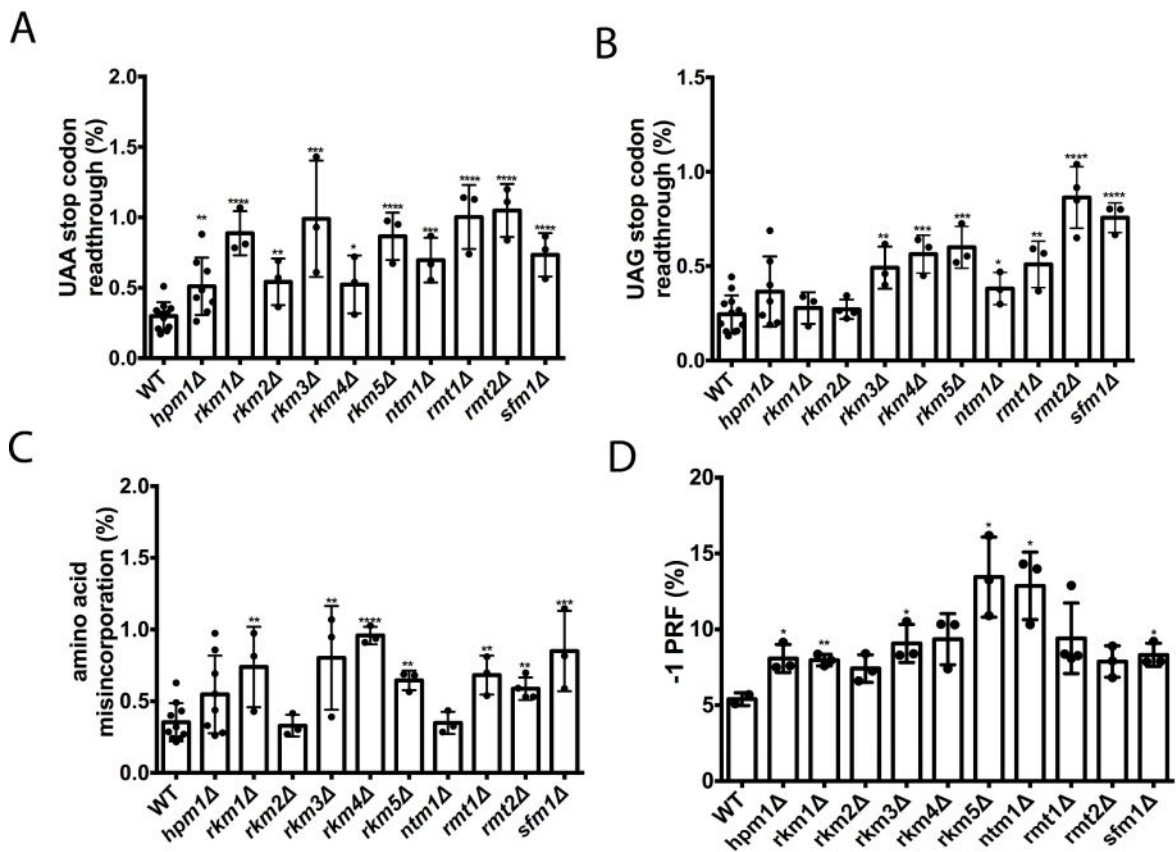 A
UAA stop codon
readthrough (%)
2.0
1.5
1.0
0.5
0.0
**
****
**
***
*
****
***
****
****
****
WT
hpm1Δ
rkm1Δ
rkm2Δ
rkm3Δ
rkm4Δ
rkm5Δ
ntm1Δ
rmt1Δ
rmt2Δ
sfm1Δ
B
UAG stop codon
readthrough (%)
1.5
1.0
0.5
0.0
**
***
***
*
**
****
****
WT
hpm1Δ
rkm1Δ
rkm2Δ
rkm3Δ
rkm4Δ
rkm5Δ
ntm1Δ
rmt1Δ
rmt2Δ
sfm1Δ
C
amino acid
misincorporation (%)
2.0
1.5
1.0
0.5
0.0
**
**
****
**
**
**
***
WT
hpm1Δ
rkm1Δ
rkm2Δ
rkm3Δ
rkm4Δ
rkm5Δ
ntm1Δ
rmt1Δ
rmt2Δ
sfm1Δ
D
-1 PRF (%)
20
15
10
5
0
*
**
*
*
*
*
WT
hpm1Δ
rkm1Δ
rkm2Δ
rkm3Δ
rkm4Δ
rkm5Δ
ntm1Δ
rmt1Δ
rmt2Δ
sfm1Δ